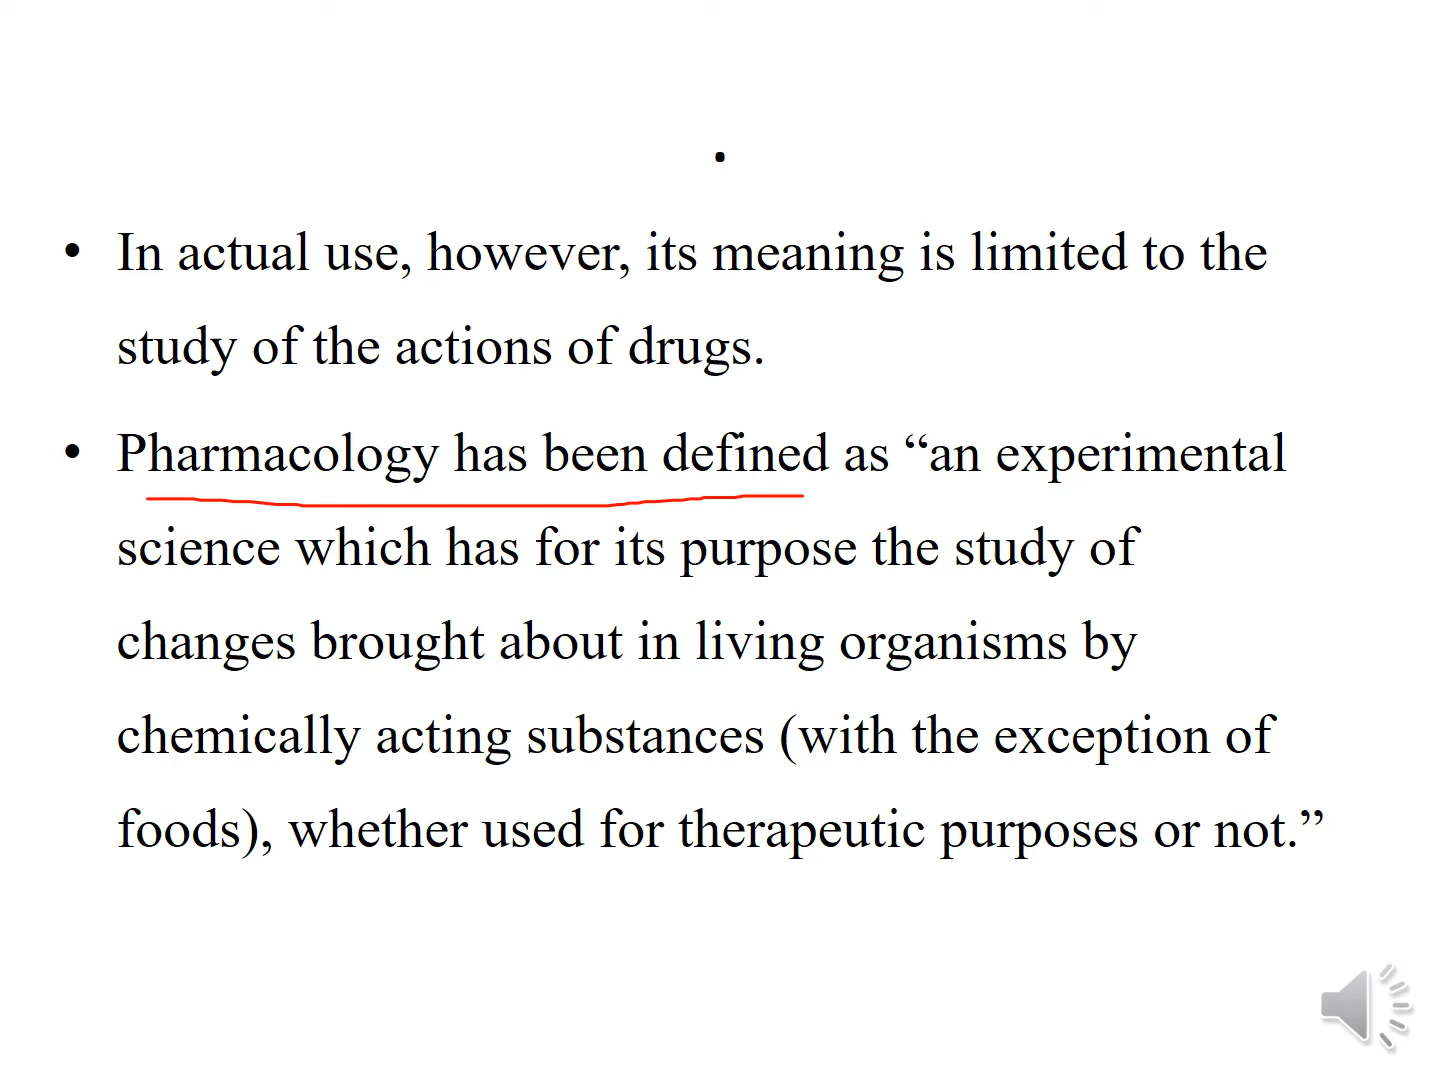 .
• In actual use, however, its meaning is limited to the
study of the actions of drugs.
• Pharmacology has been defined as “an experimental
science which has for its purpose the study of
changes brought about in living organisms by
chemically acting substances (with the exception of
foods), whether used for therapeutic purposes or not.”